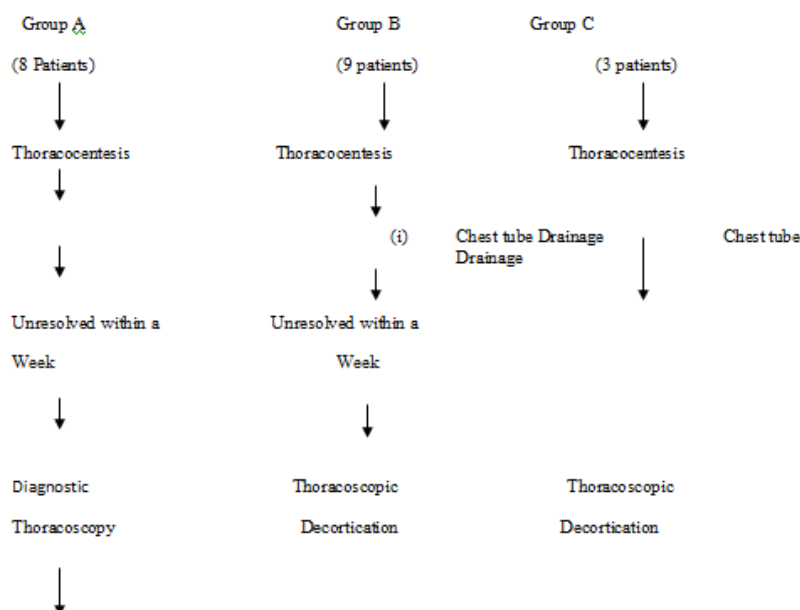 Group A Group B Group C
(8 Patients) (9 patients) (3 patients)
Thoracocentesis Thoracocentesis Thoracocentesis
(i) Chest tube Drainage Chest tube
Drainage
Unresolved within a Unresolved within a
Week Week
Diagnostic Thoracoscopic Thoracoscopic
Thoracoscopy Decortication Decortication